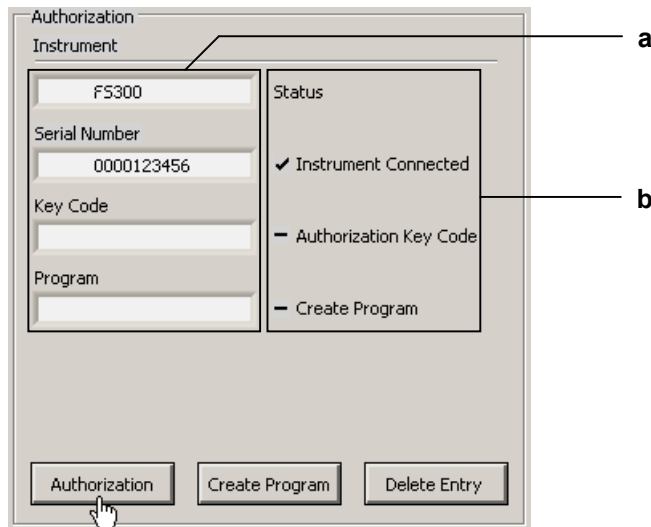 Authorization
Instrument
a
FS300
Status
Serial Number
0000123456
Instrument Connected
Key Code
b
Authorization Key Code
Program
Create Program
Authorization
Create Program
Delete Entry